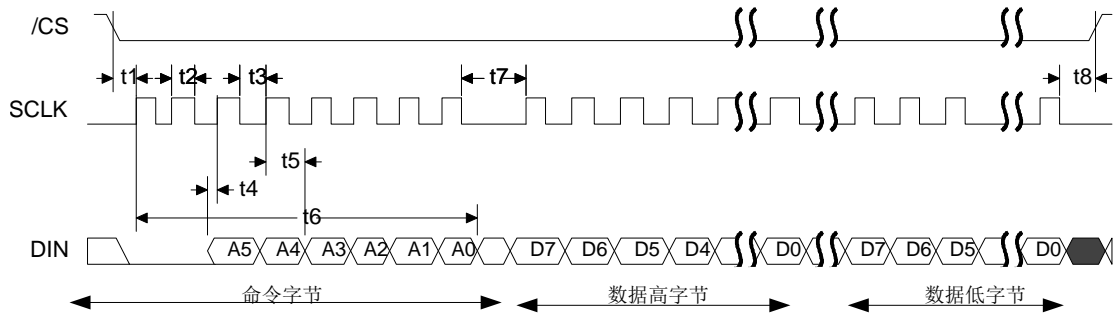 /CS
t1 t2 t3 t7 t8
SCLK
t5
t4
t6
DIN A5 A4 A3 A2 A1 A0 D7 D6 D5 D4 D0 D7 D6 D5 D0
命令字节 数据高字节 数据低字节